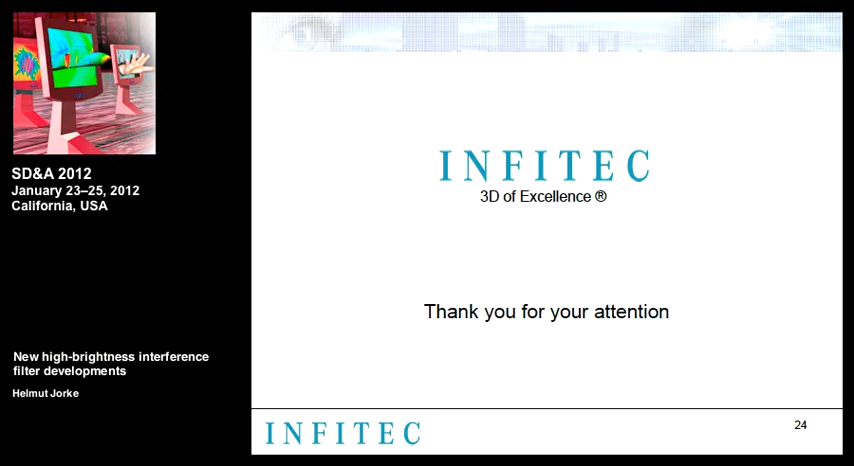 SD&A 2012
January 23–25, 2012
California, USA
New high-brightness interference
filter developments
Helmut Jorke
INFITEC
3D of Excellence ®
Thank you for your attention
INFITEC
24